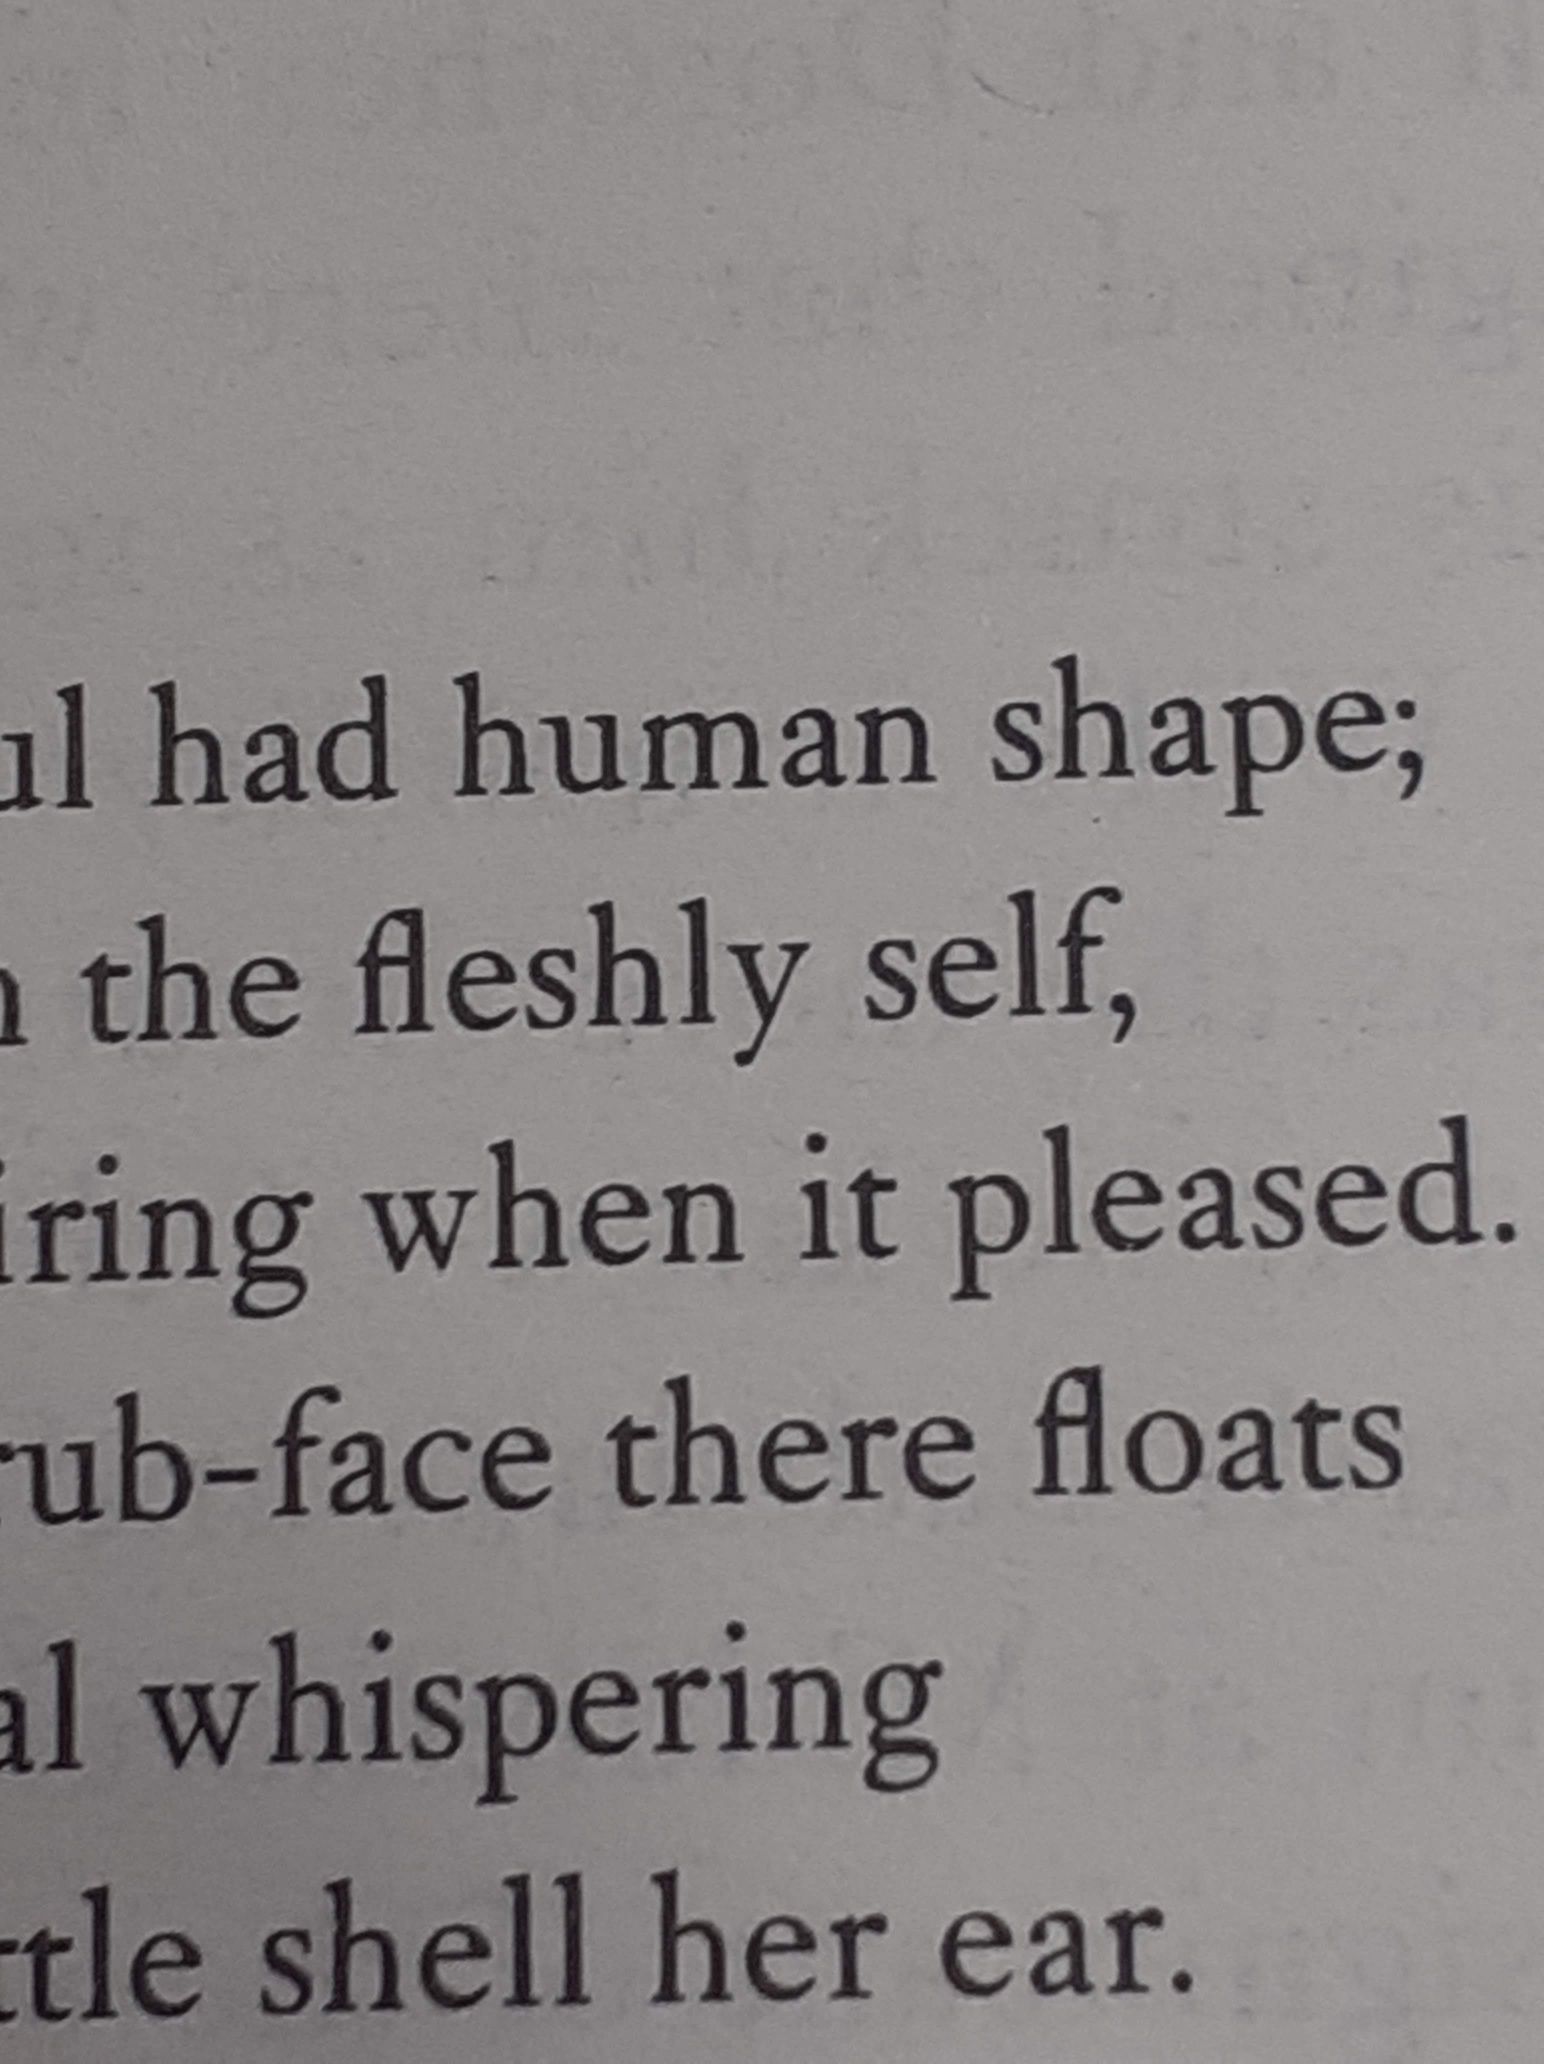 ul had human shape;
the fleshly self,
iring when it pleased.
rub-face there floats
al whispering
ttle shell her ear.